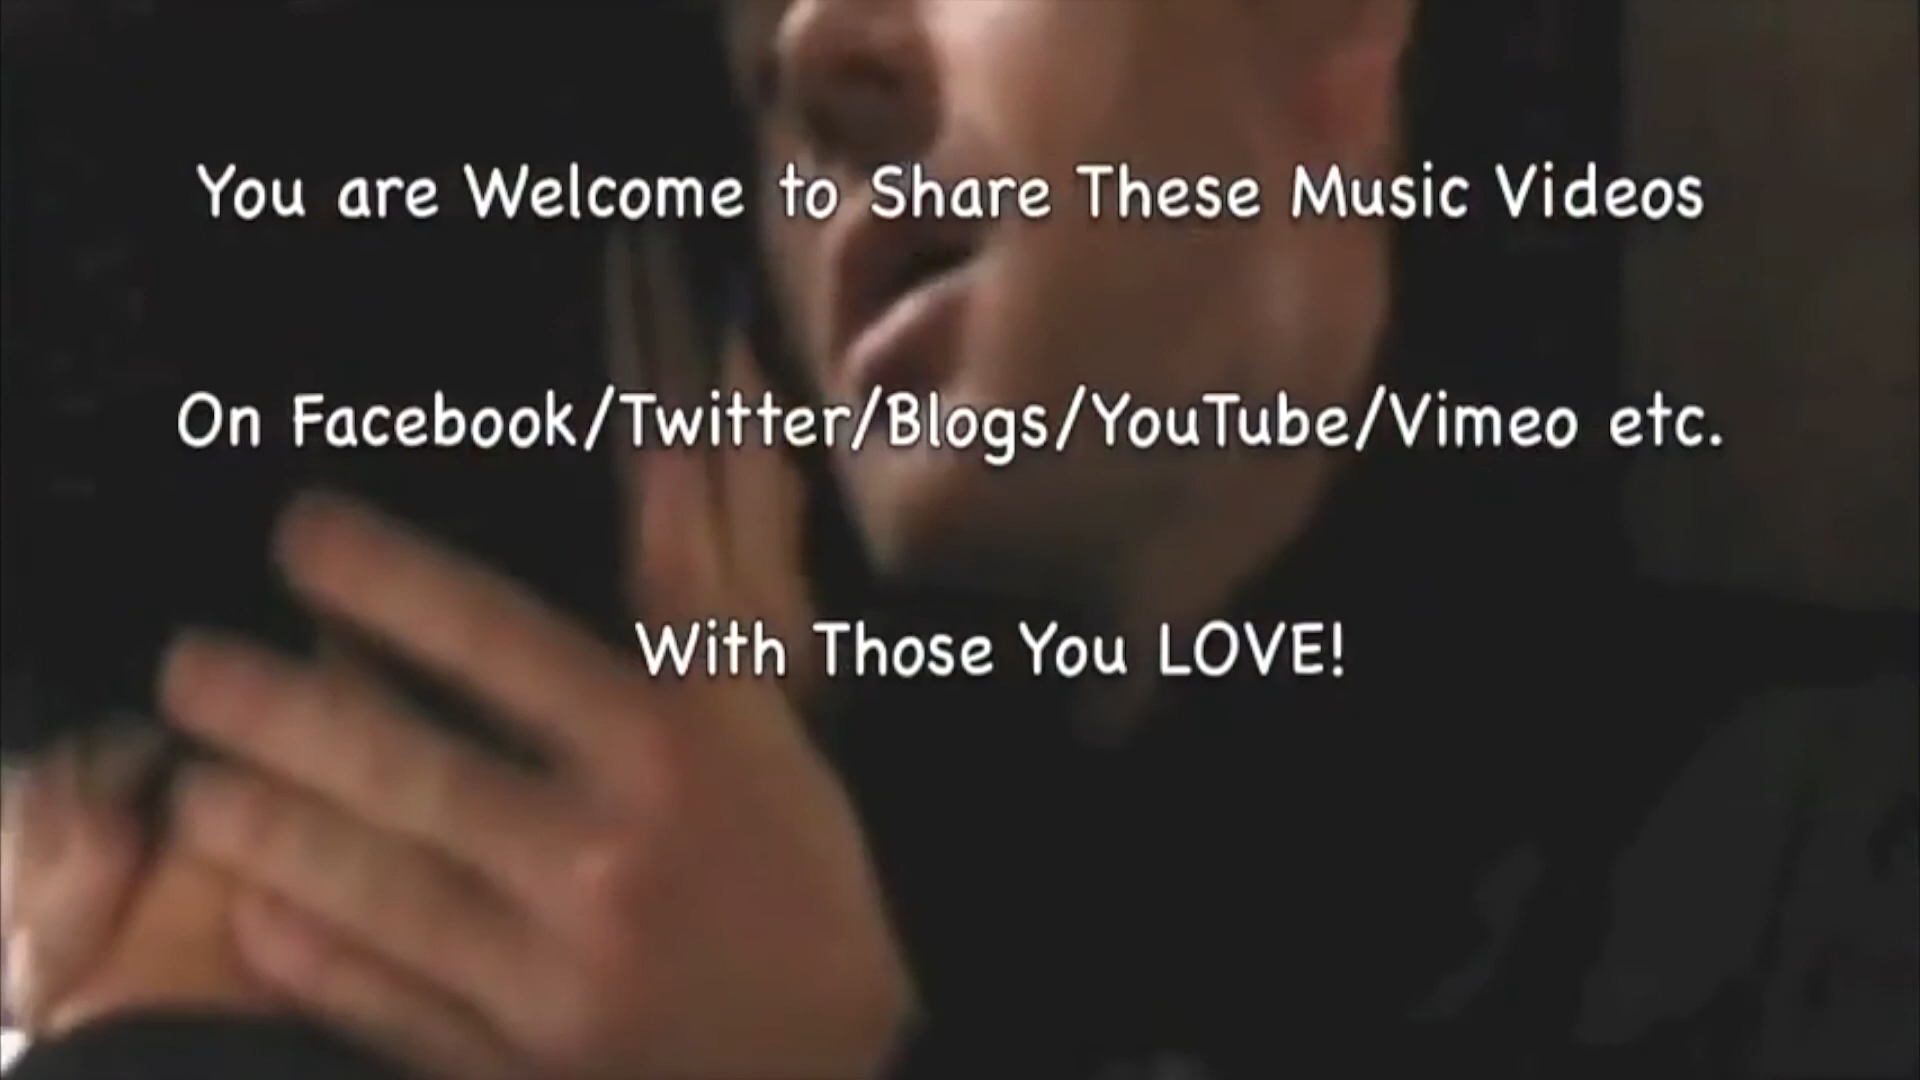 You are Welcome to Share These Music Videos
On Facebook/Twitter/Blogs/YouTube/Vimeo etc.
With Those You LOVE!